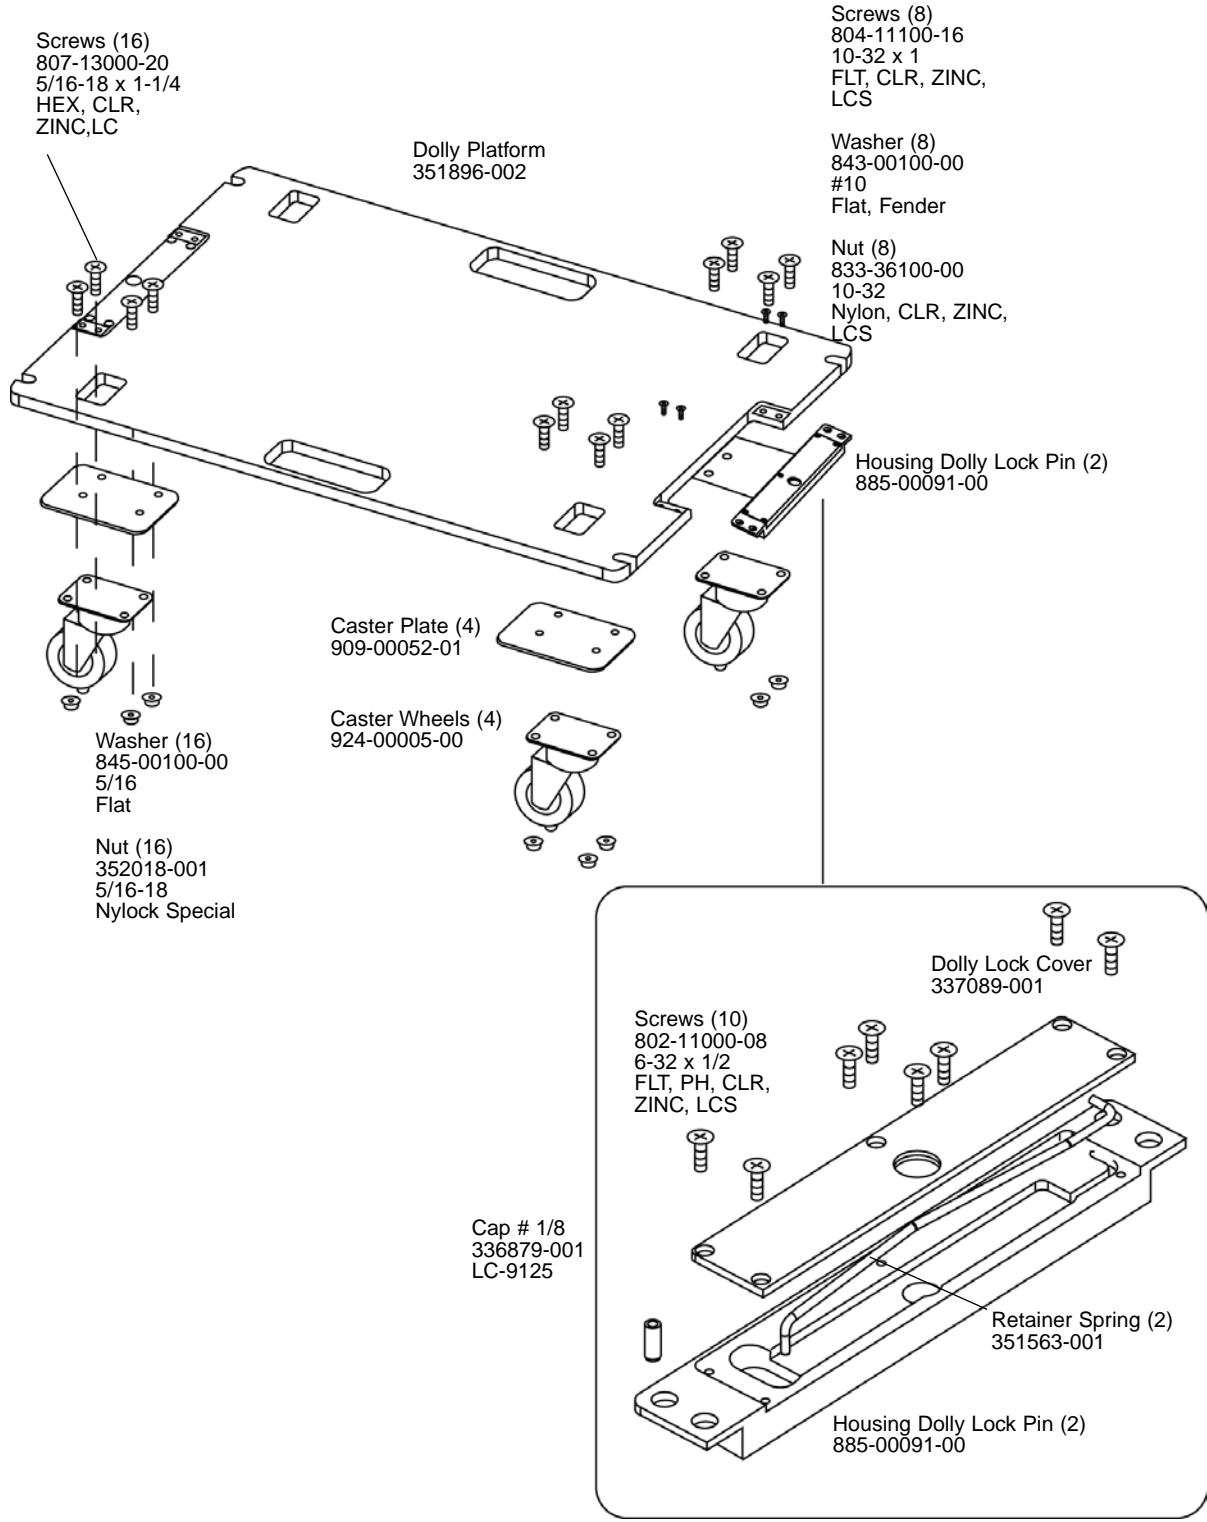 Screws (16)
807-13000-20
5/16-18 x 1-1/4
HEX, CLR,
ZINC,LC
Dolly Platform
351896-002
Screws (8)
804-11100-16
10-32 x 1
FLT, CLR, ZINC,
LCS
Washer (8)
843-00100-00
#10
Flat, Fender
Nut (8)
833-36100-00
10-32
Nylon, CLR, ZINC,
LCS
Housing Dolly Lock Pin (2)
885-00091-00
Caster Plate (4)
909-00052-01
Caster Wheels (4)
924-00005-00
Washer (16)
845-00100-00
5/16
Flat
Nut (16)
352018-001
5/16-18
Nylock Special
Dolly Lock Cover
337089-001
Screws (10)
802-11000-08
6-32 x 1/2
FLT, PH, CLR,
ZINC, LCS
Cap # 1/8
336879-001
LC-9125
Retainer Spring (2)
351563-001
Housing Dolly Lock Pin (2)
885-00091-00